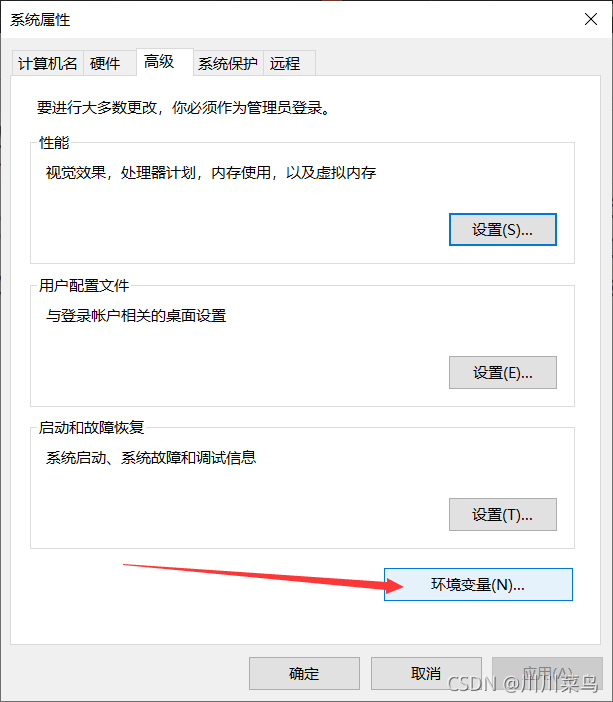 系统属性
计算机名 硬件 高级 系统保护 远程
要进行大多数更改，你必须作为管理员登录。
性能
视觉效果，处理器计划，内存使用，以及虚拟内存
设置(S)...
用户配置文件
与登录帐户相关的桌面设置
设置(E)...
启动和故障恢复
系统启动、系统故障和调试信息
设置(T)...
环境变量(N)...
确定 取消 应用(A)
CSDN @川川菜鸟